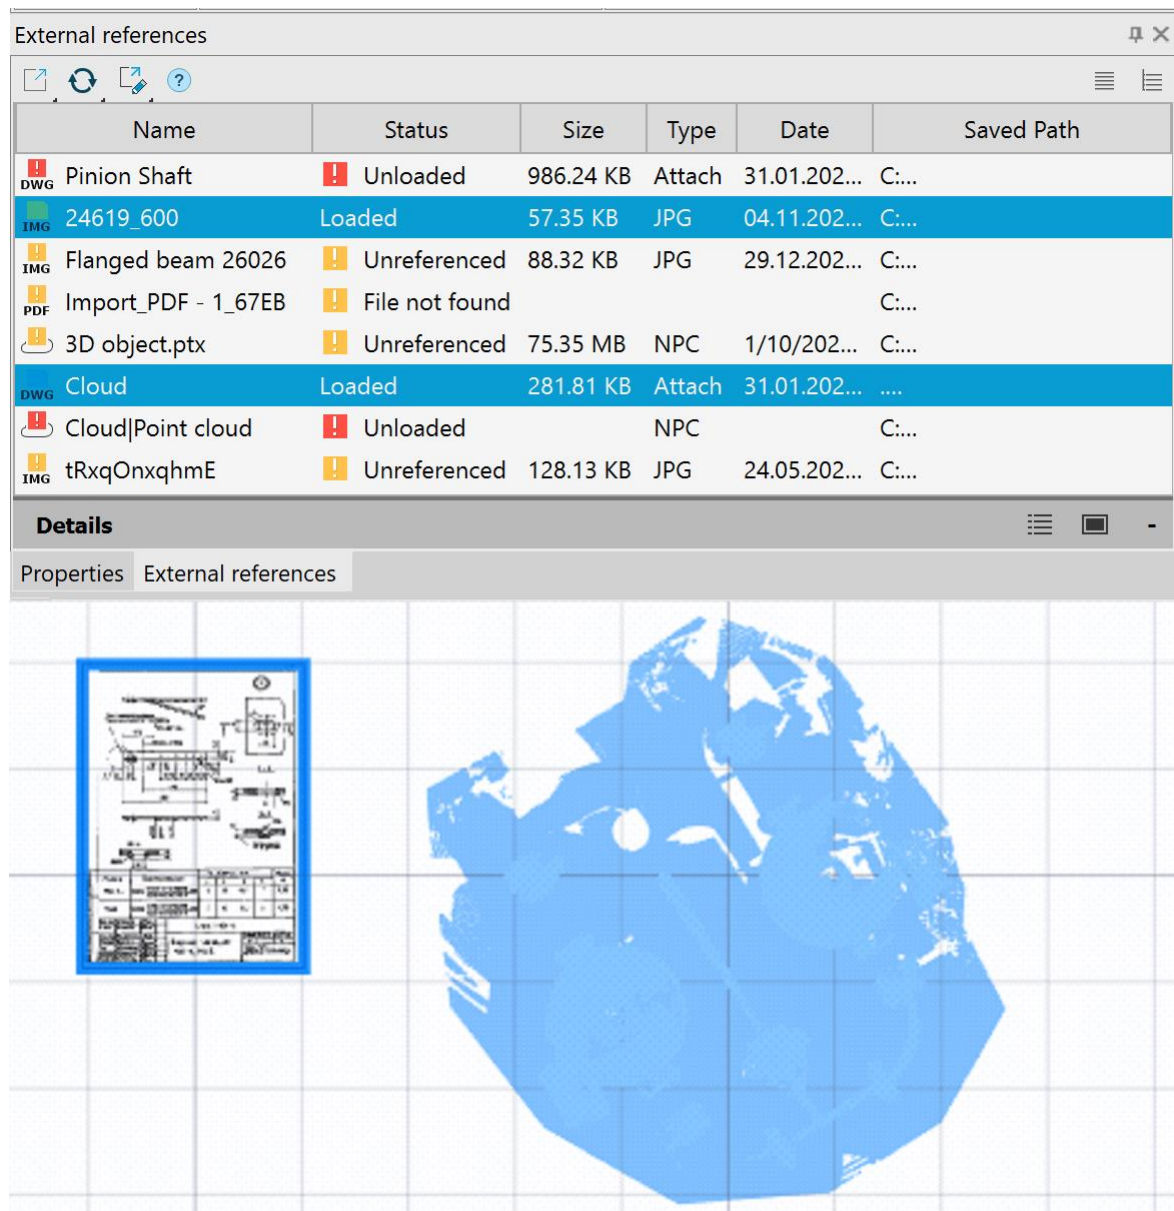 External references
Name Status Size Type Date Saved Path
DWG Pinion Shaft ! Unloaded 986.24 KB Attach 31.01.202... C:...
IMG 24619_600 Loaded 57.35 KB JPG 04.11.202... C:...
IMG Flanged beam 26026 ! Unreferenced 88.32 KB JPG 29.12.202... C:...
PDF Import_PDF - 1_67EB ! File not found C:...
3D object.ptx ! Unreferenced 75.35 MB NPC 1/10/202... C:...
DWG Cloud Loaded 281.81 KB Attach 31.01.202... ....
Cloud|Point cloud ! Unloaded NPC C:...
IMG tRxqOnxqhmE ! Unreferenced 128.13 KB JPG 24.05.202... C:...
Details
Properties External references